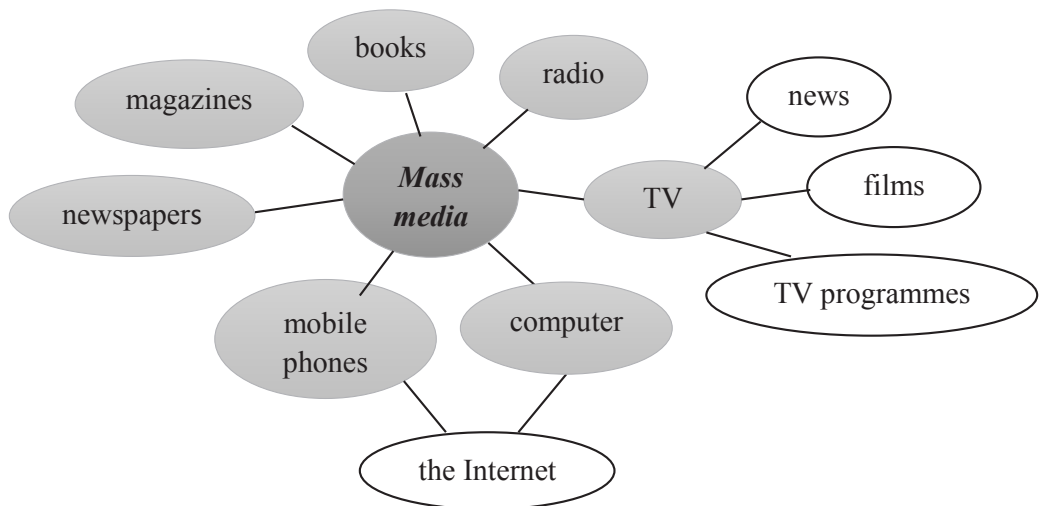 books
radio
magazines
news
Mass
media
films
TV
newspapers
TV programmes
mobile
phones
computer
the Internet